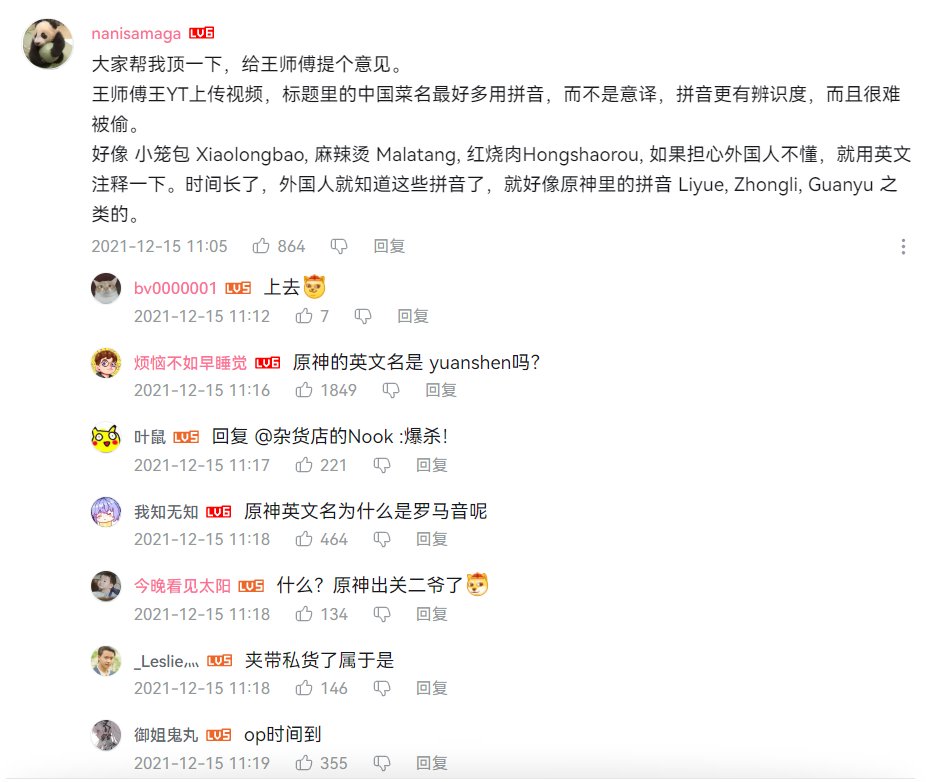 nanisamaga LV6
大家帮我顶一下，给王师傅提个意见。
王师傅王YT上传视频，标题里的中国菜名最好多用拼音，而不是意译，拼音更有辨识度，而且很难
被偷。
好像 小笼包 Xiaolongbao, 麻辣烫 Malatang, 红烧肉Hongshaorou, 如果担心外国人不懂，就用英文
注释一下。时间长了，外国人就知道这些拼音了，就好像原神里的拼音 Liyue, Zhongli, Guanyu 之
类的。
2021-12-15 11:05 864 回复
bv0000001 LV5 上去
2021-12-15 11:12 7 回复
烦恼不如早睡觉 LV6 原神的英文名是 yuanshen吗？
2021-12-15 11:16 1849 回复
叶鼠 LV5 回复 @杂货店的Nook :爆杀！
2021-12-15 11:17 221 回复
我知无知 LV6 原神英文名为什么是罗马音呢
2021-12-15 11:18 464 回复
今晚看见太阳 LV5 什么？原神出关二爷了
2021-12-15 11:18 134 回复
_Leslie灬 LV5 夹带私货了属于是
2021-12-15 11:18 146 回复
御姐鬼丸 LV5 op时间到
2021-12-15 11:19 355 回复